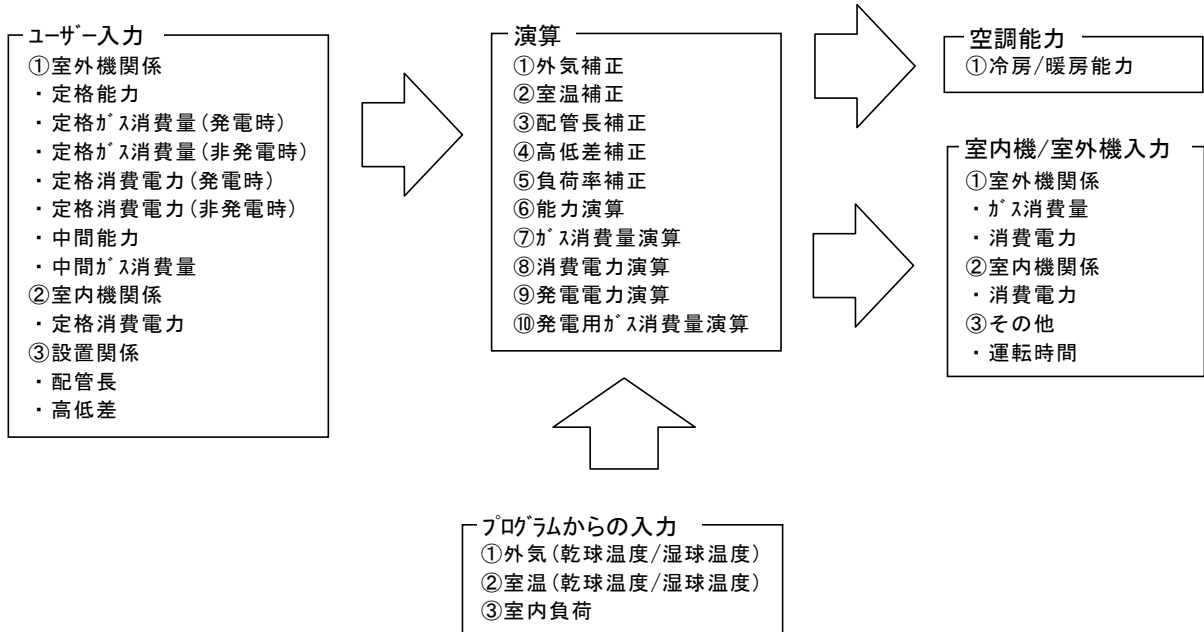 ﾕｰｻﾞｰ入力
①室外機関係
・定格能力
・定格ｶﾞｽ消費量(発電時)
・定格ｶﾞｽ消費量(非発電時)
・定格消費電力(発電時)
・定格消費電力(非発電時)
・中間能力
・中間ｶﾞｽ消費量
②室内機関係
・定格消費電力
③設置関係
・配管長
・高低差
演算
①外気補正
②室温補正
③配管長補正
④高低差補正
⑤負荷率補正
⑥能力演算
⑦ｶﾞｽ消費量演算
⑧消費電力演算
⑨発電電力演算
⑩発電用ｶﾞｽ消費量演算
空調能力
①冷房/暖房能力
室内機/室外機入力
①室外機関係
・ｶﾞｽ消費量
・消費電力
②室内機関係
・消費電力
③その他
・運転時間
ﾌﾟﾛｸﾞﾗﾑからの入力
①外気(乾球温度/湿球温度)
②室温(乾球温度/湿球温度)
③室内負荷